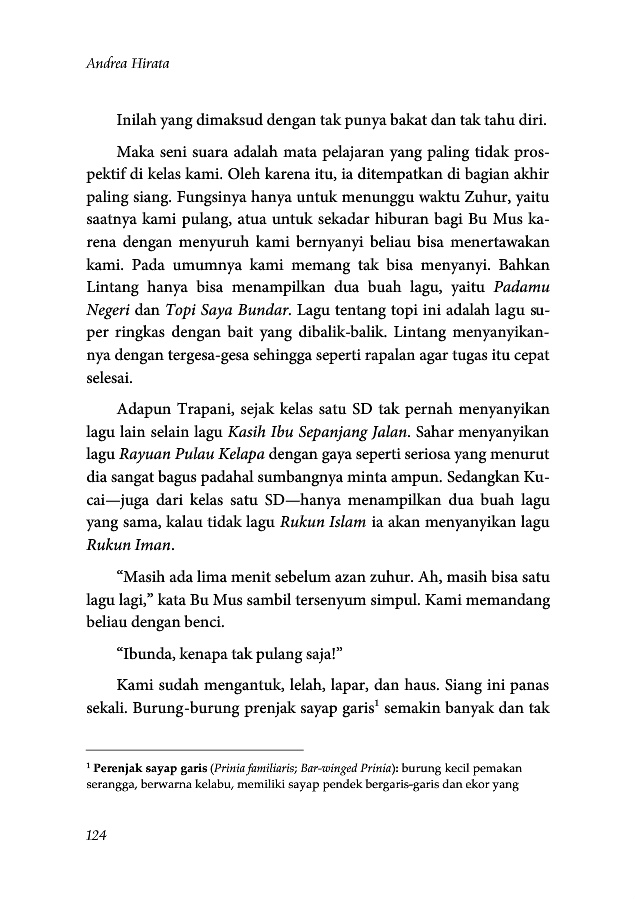 Andrea Hirata
Inilah yang dimaksud dengan tak punya bakat dan tak tahu diri.
Maka seni suara adalah mata pelajaran yang paling tidak pros-
pektif di kelas kami. Oleh karena itu, ia ditempatkan di bagian akhir
paling siang. Fungsinya hanya untuk menunggu waktu Zuhur, yaitu
saatnya kami pulang, atua untuk sekadar hiburan bagi Bu Mus ka-
rena dengan menyuruh kami bernyanyi beliau bisa menertawakan
kami. Pada umumnya kami memang tak bisa menyanyi. Bahkan
Lintang hanya bisa menampilkan dua buah lagu, yaitu Padamu
Negeri dan Topi Saya Bundar. Lagu tentang topi ini adalah lagu su-
per ringkas dengan bait yang dibalik-balik. Lintang menyanyikan-
nya dengan tergesa-gesa sehingga seperti rapalan agar tugas itu cepat
selesai.
Adapun Trapani, sejak kelas satu SD tak pernah menyanyikan
lagu lain selain lagu Kasih Ibu Sepanjang Jalan. Sahar menyanyikan
lagu Rayuan Pulau Kelapa dengan gaya seperti seriosa yang menurut
dia sangat bagus padahal sumbangnya minta ampun. Sedangkan Ku-
cai—juga dari kelas satu SD—hanya menampilkan dua buah lagu
yang sama, kalau tidak lagu Rukun Islam ia akan menyanyikan lagu
Rukun Iman.
“Masih ada lima menit sebelum azan zuhur. Ah, masih bisa satu
lagu lagi,” kata Bu Mus sambil tersenyum simpul. Kami memandang
beliau dengan benci.
“Ibunda, kenapa tak pulang saja!”
Kami sudah mengantuk, lelah, lapar, dan haus. Siang ini panas
sekali. Burung-burung prenjak sayap garis¹ semakin banyak dan tak
¹ Perenjak sayap garis (Prinia familiaris; Bar-winged Prinia): burung kecil pemakan
serangga, berwarna kelabu, memiliki sayap pendek bergaris-garis dan ekor yang
124